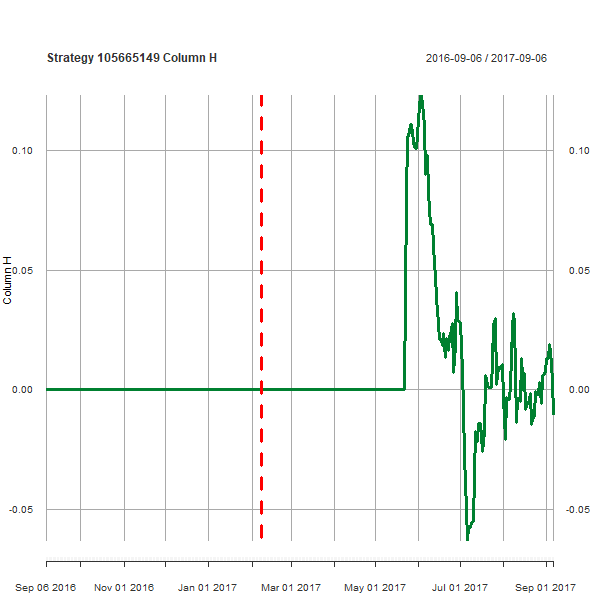 Strategy 105665149 Column H
2016-09-06 / 2017-09-06
0.10 0.10
0.05 0.05
Column H
0.00 0.00
-0.05 -0.05
Sep 06 2016 Nov 01 2016 Jan 01 2017 Mar 01 2017 May 01 2017 Jul 01 2017 Sep 01 2017